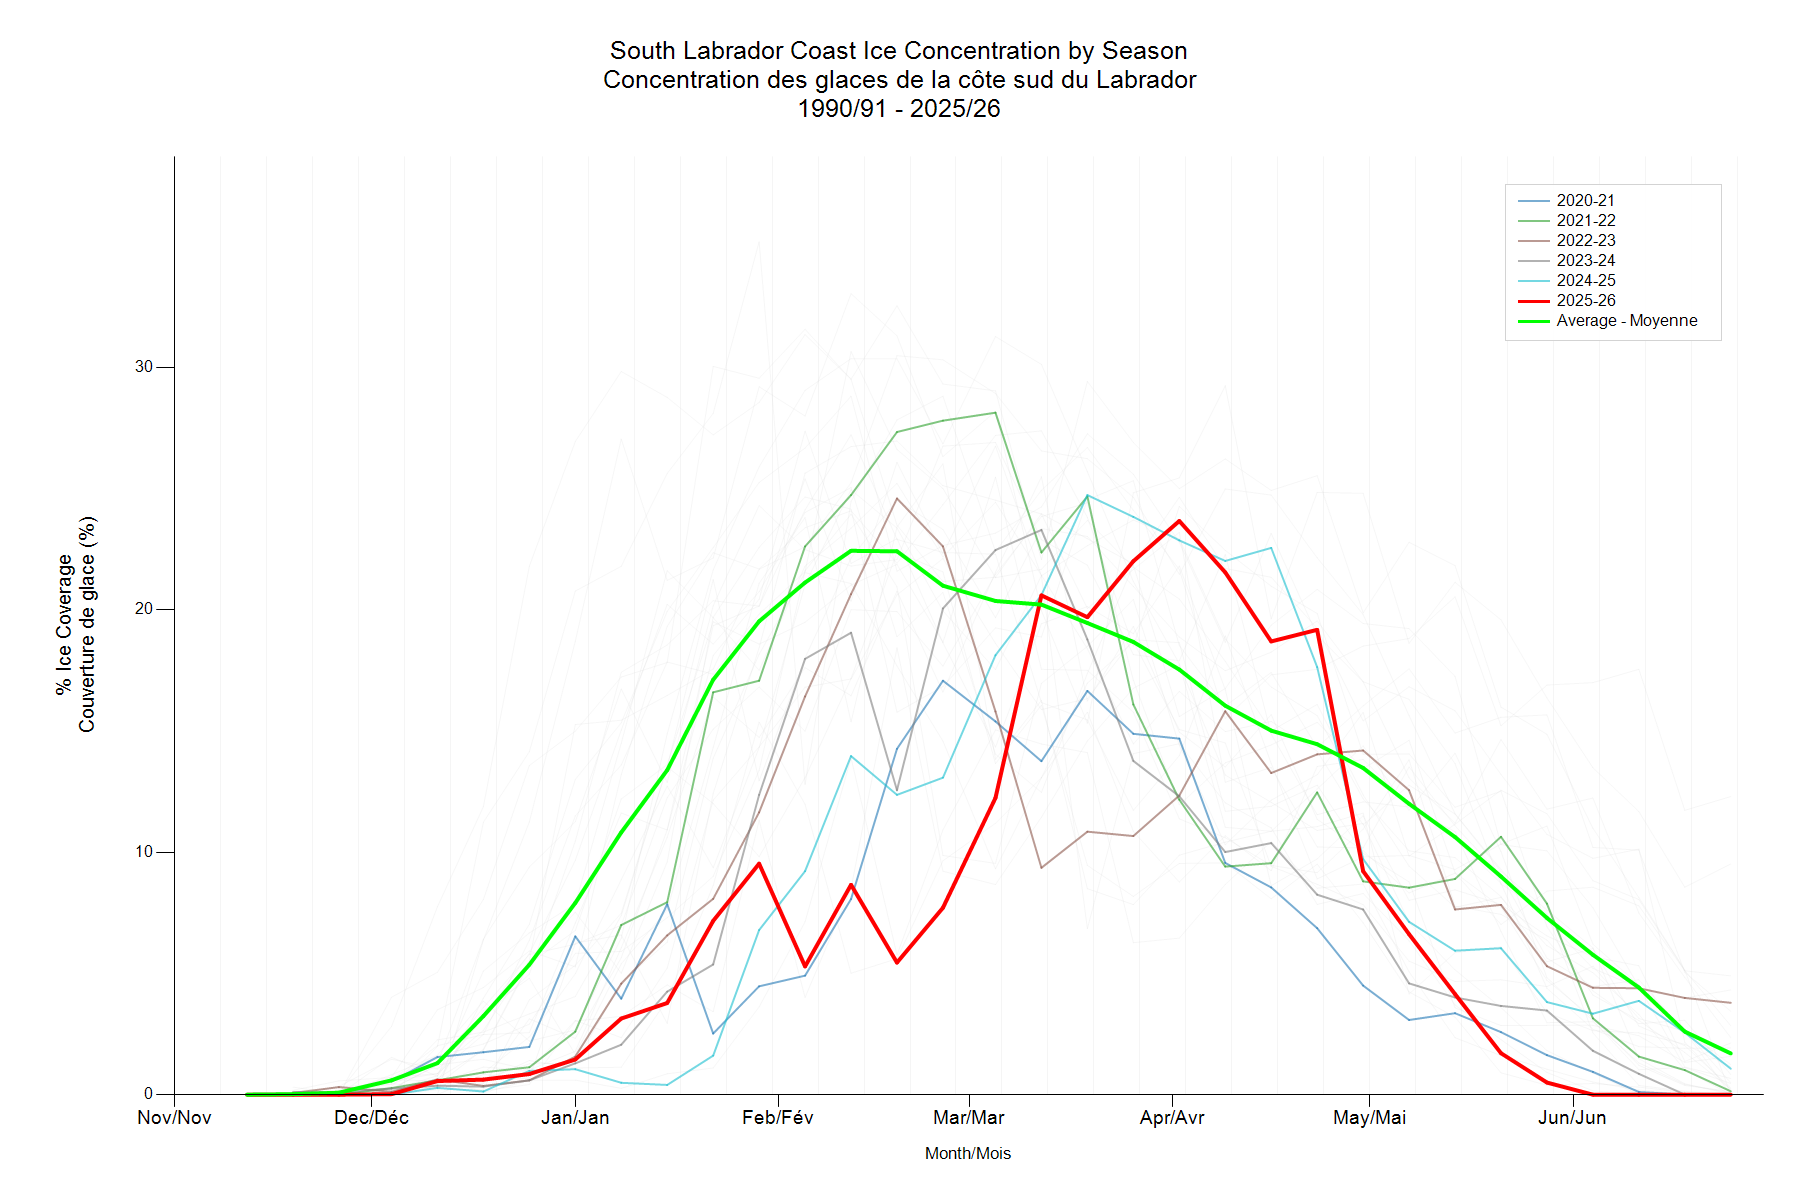 South Labrador Coast Ice Concentration by Season
Concentration des glaces de la côte sud du Labrador
1990/91 - 2025/26
2020-21
2021-22
2022-23
2023-24
2024-25
2025-26
Average - Moyenne
% Ice Coverage
Couverture de glace (%)
30
20
10
0
Nov/Nov
Dec/Déc
Jan/Jan
Feb/Fév
Mar/Mar
Apr/Avr
May/Mai
Jun/Jun
Month/Mois